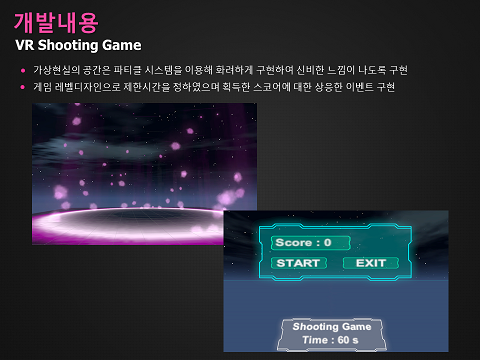 개발내용
VR Shooting Game
• 가상현실의 공간은 파티클 시스템을 이용해 화려하게 구현하여 신비한 느낌이 나도록 구현
• 게임 레벨디자인으로 제한시간을 정하였으며 획득한 스코어에 대한 상응한 이벤트 구현
Score : 0
START EXIT
Shooting Game
Time : 60 s